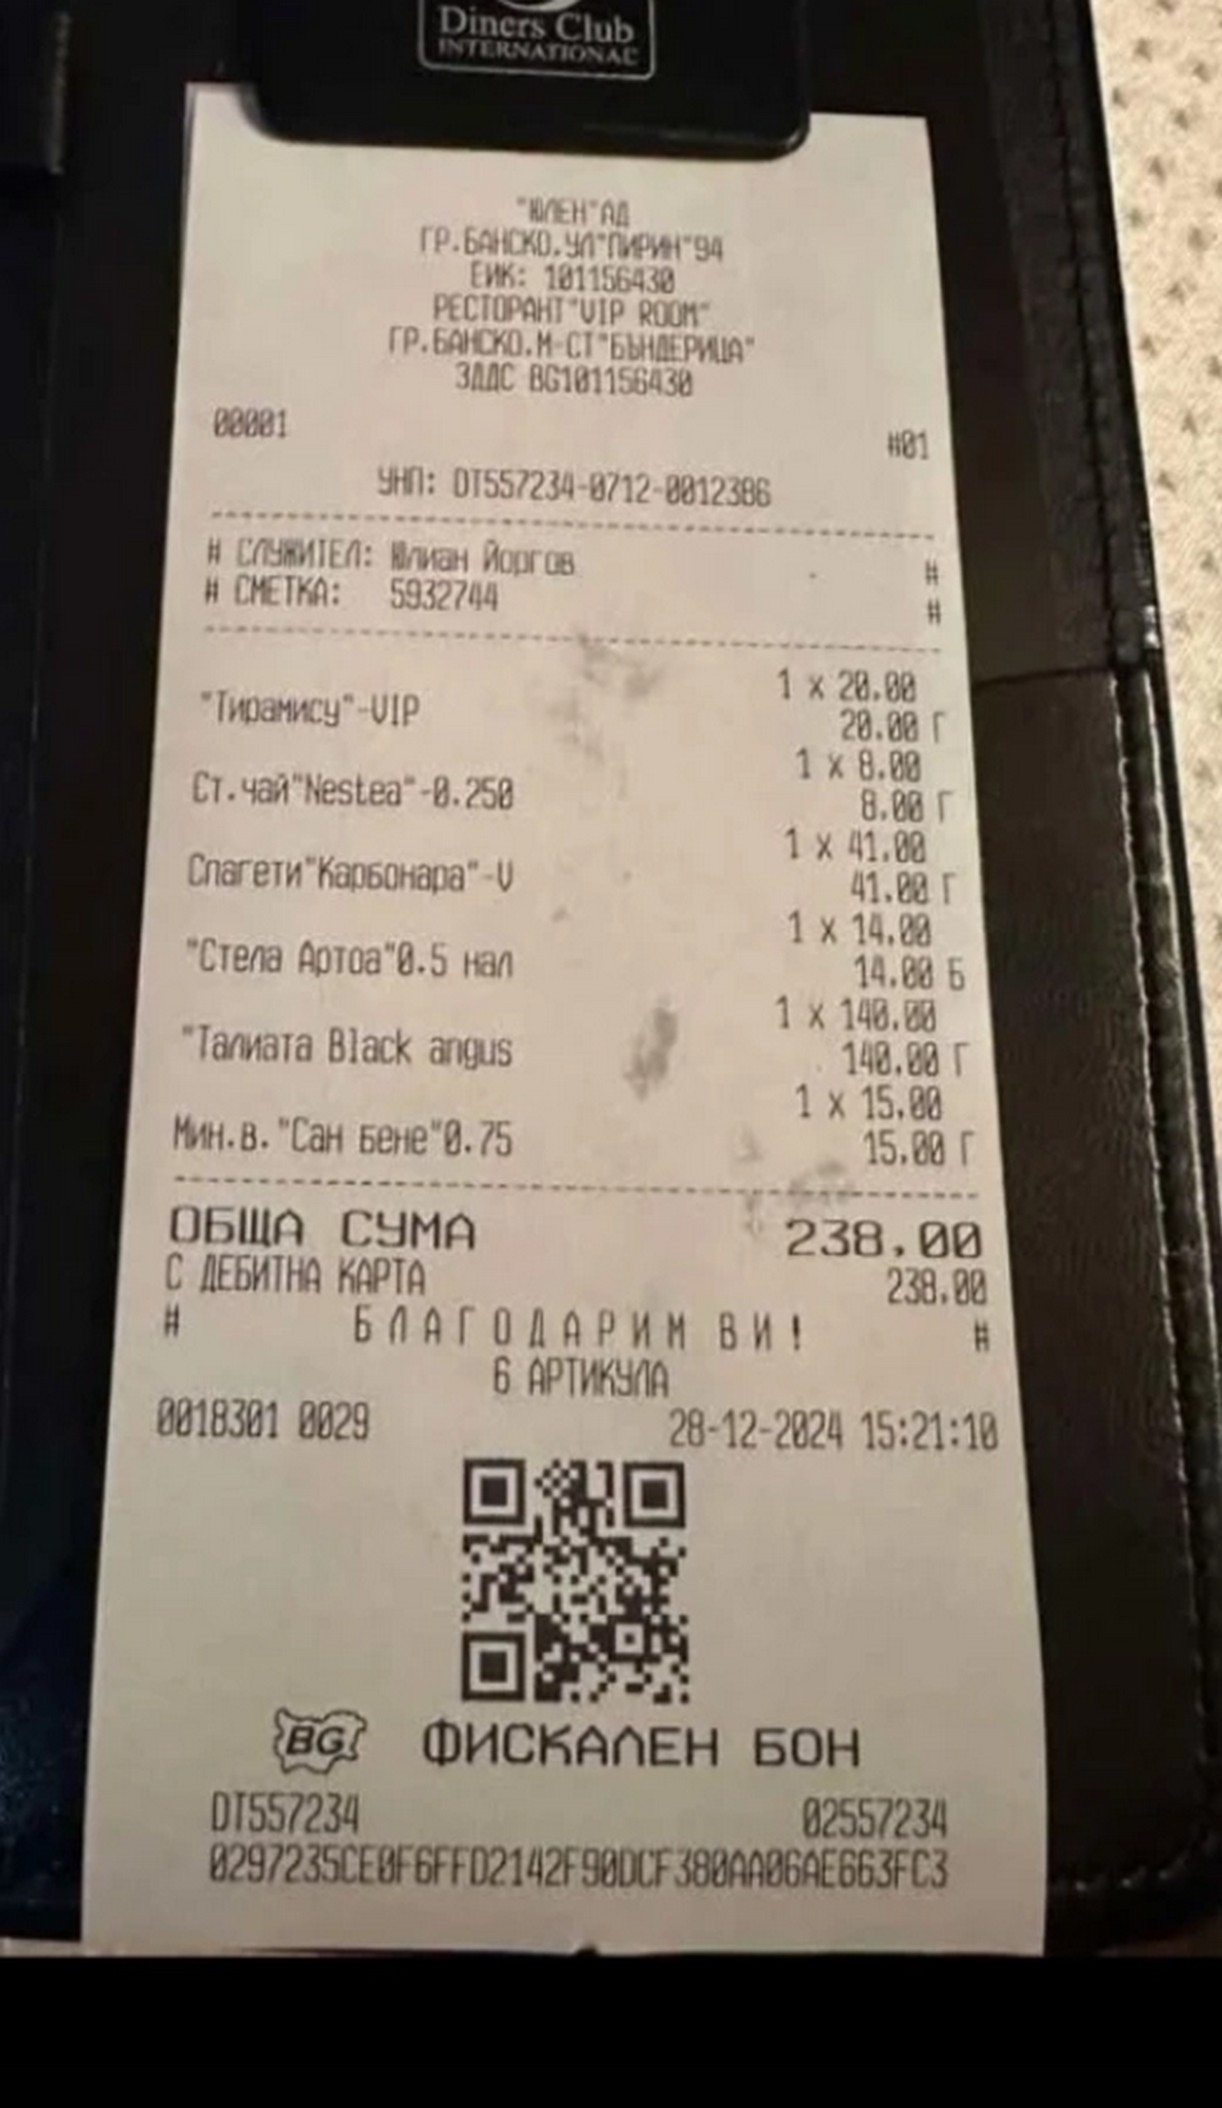 Diners Club
INTERNATIONAL
"ЮЛЕН"АД
ГР.БАНСКО.УЛ"ПИРИН"94
ЕИК: 101156430
РЕСТОРАНТ"VIP ROOM"
ГР.БАНСКО.М-СТ"БЪНДЕРИЦА"
ЗДДС BG101156430
00001 #01
УНП: DT557234-0712-0012386
# СЛУЖИТЕЛ: Юлиан Йоргов #
# СМЕТКА: 5932744 #
1 x 20.00
"Тирамису"-VIP 20.00 Г
1 x 8.00
Ст.чай"Nestea"-0.250 8.00 Г
1 x 41.00
Спагети"Карбонара"-V 41.00 Г
1 x 14.00
"Стела Артоа"0.5 нал 14.00 Б
1 x 140.00
"Талиата Black angus 140.00 Г
1 x 15.00
Мин.в."Сан Бене"0.75 15.00 Г
ОБЩА СУМА 238.00
С ДЕБИТНА КАРТА 238.00
# БЛАГОДАРИМ ВИ! #
6 АРТИКУЛА
0018301 0029 28-12-2024 15:21:10
BG ФИСКАЛЕН БОН
DT557234 02557234
0297235CE0F6FFD2142F90DCF380AA06AE663FC3